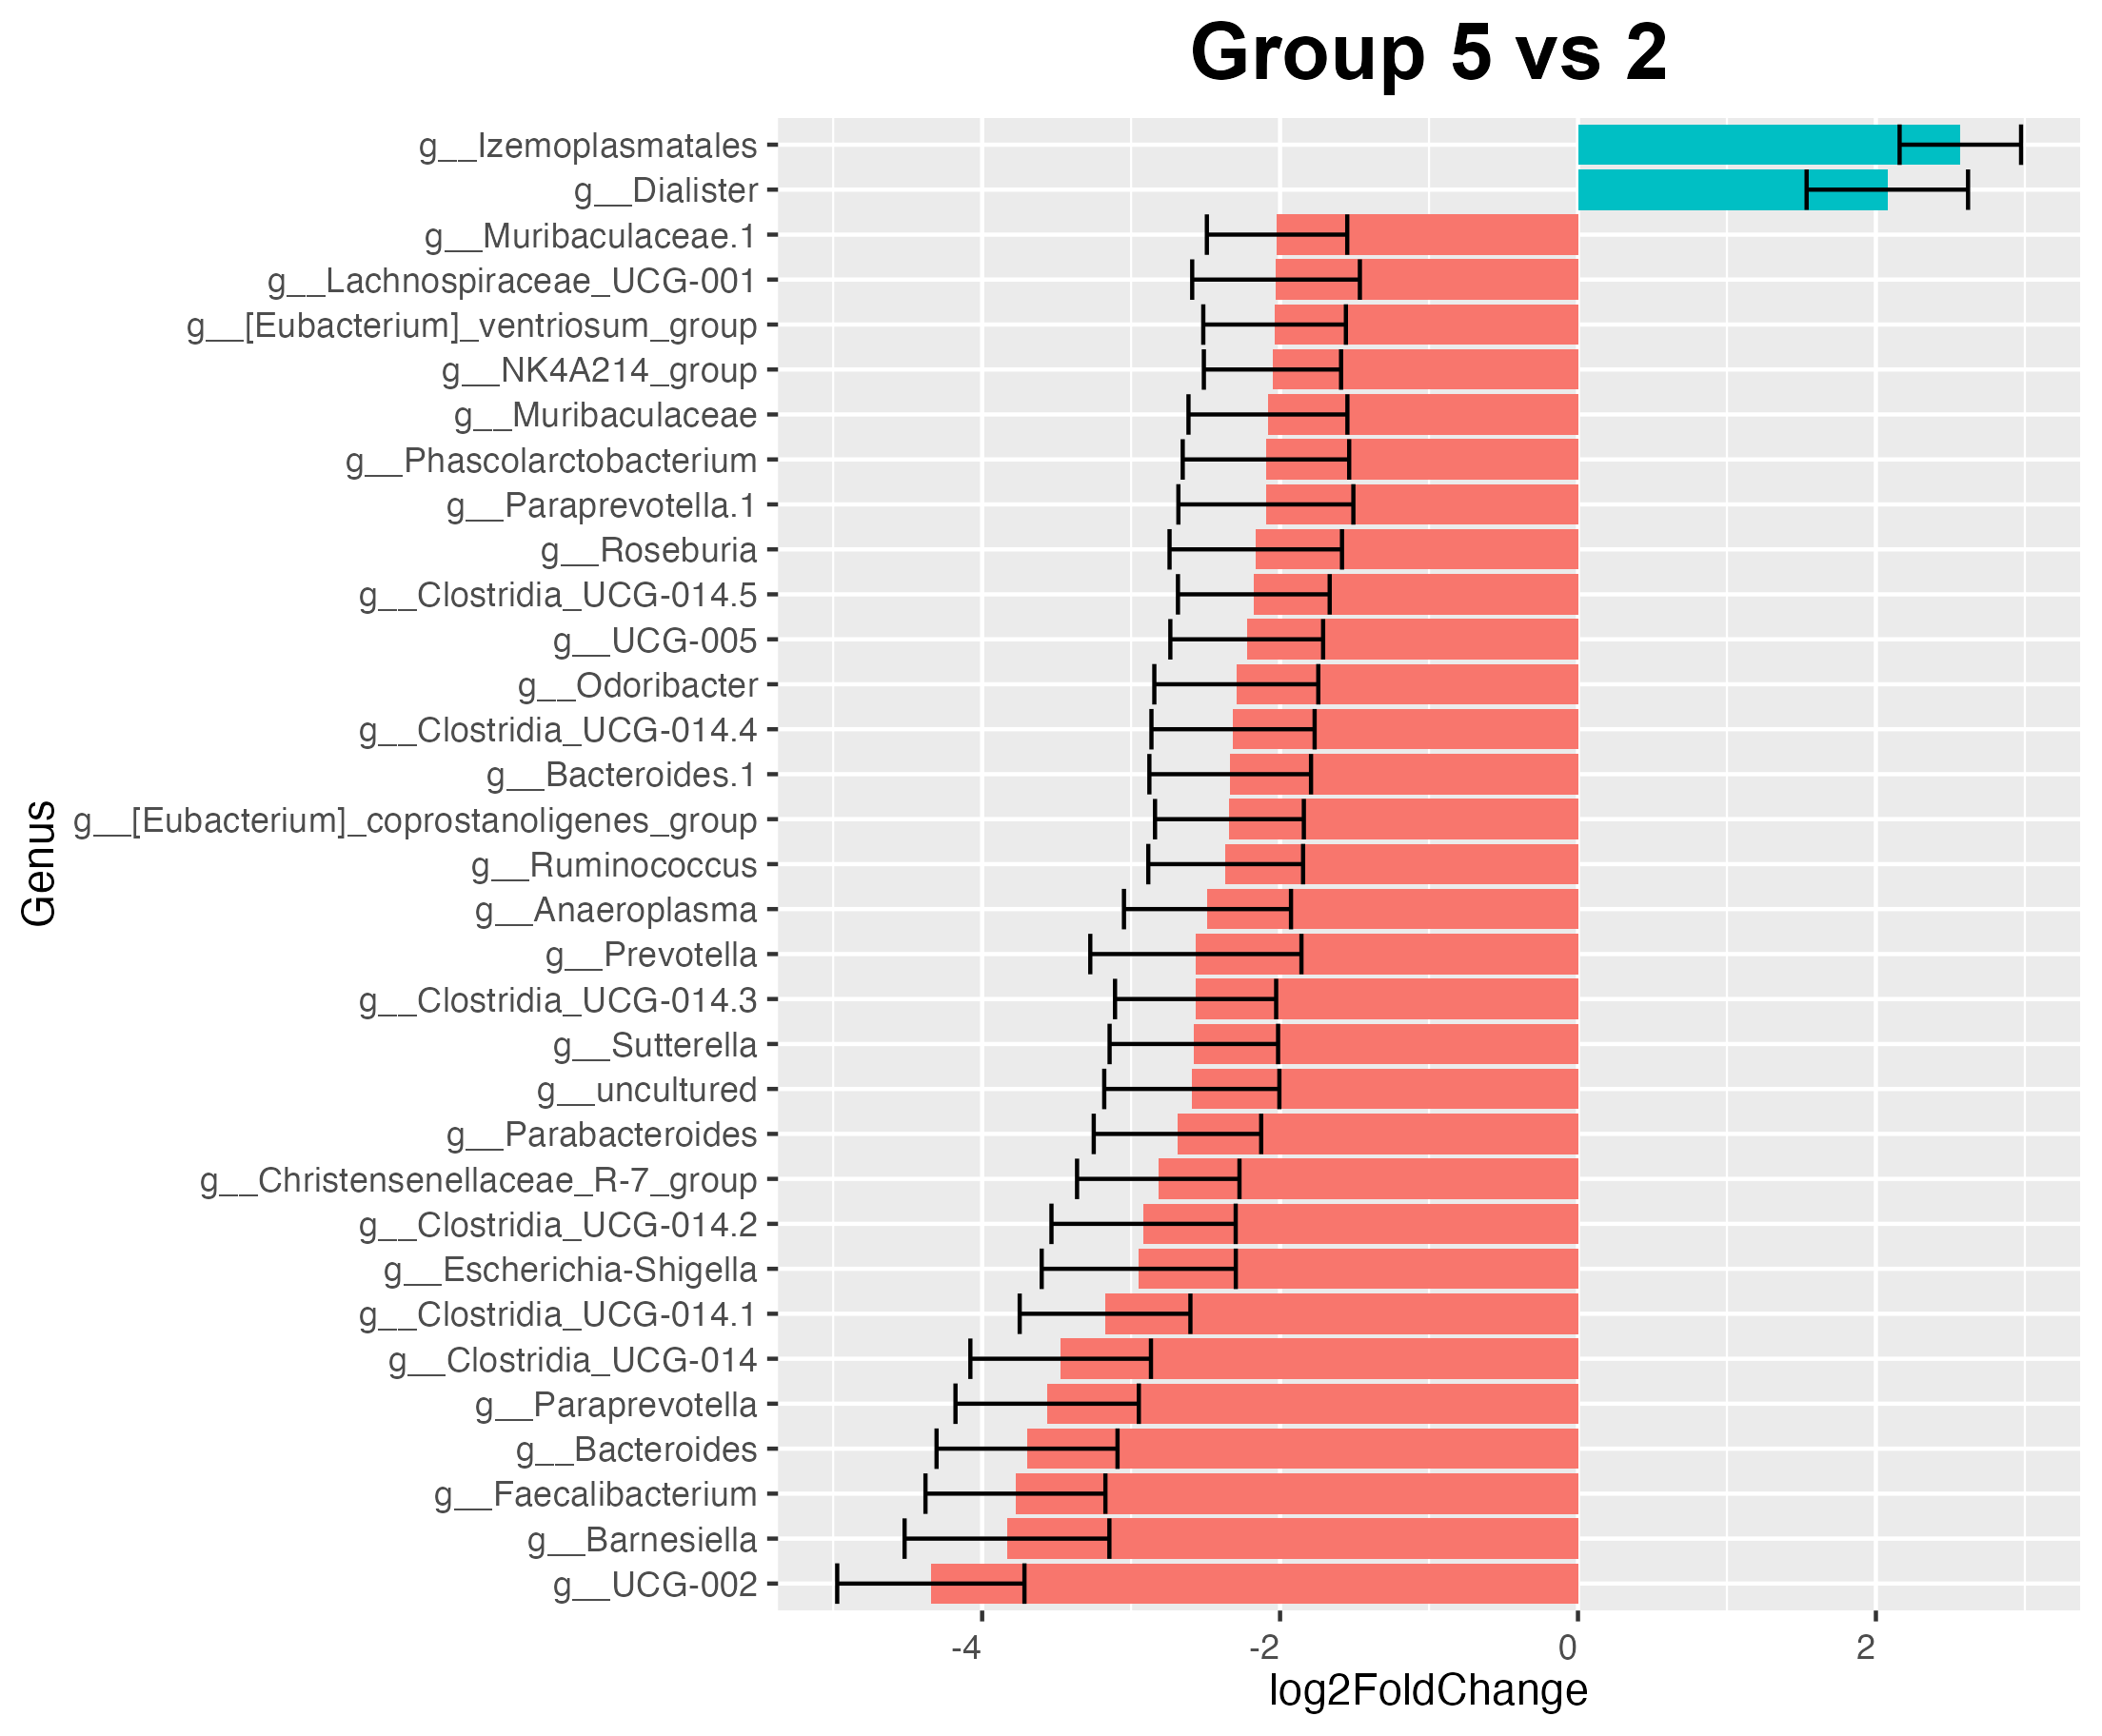 Group 5 vs 2
g__Izemoplasmatales
g__Dialister
g__Muribaculaceae.1
g__Lachnospiraceae_UCG-001
g__[Eubacterium]_ventriosum_group
g__NK4A214_group
g__Muribaculaceae
g__Phascolarctobacterium
g__Paraprevotella.1
g__Roseburia
g__Clostridia_UCG-014.5
g__UCG-005
g__Odoribacter
g__Clostridia_UCG-014.4
g__Bacteroides.1
g__[Eubacterium]_coprostanoligenes_group
g__Ruminococcus
g__Anaeroplasma
g__Prevotella
g__Clostridia_UCG-014.3
g__Sutterella
g__uncultured
g__Parabacteroides
g__Christensenellaceae_R-7_group
g__Clostridia_UCG-014.2
g__Escherichia-Shigella
g__Clostridia_UCG-014.1
g__Clostridia_UCG-014
g__Paraprevotella
g__Bacteroides
g__Faecalibacterium
g__Barnesiella
g__UCG-002
Genus
-4 -2 0 2
log2FoldChange